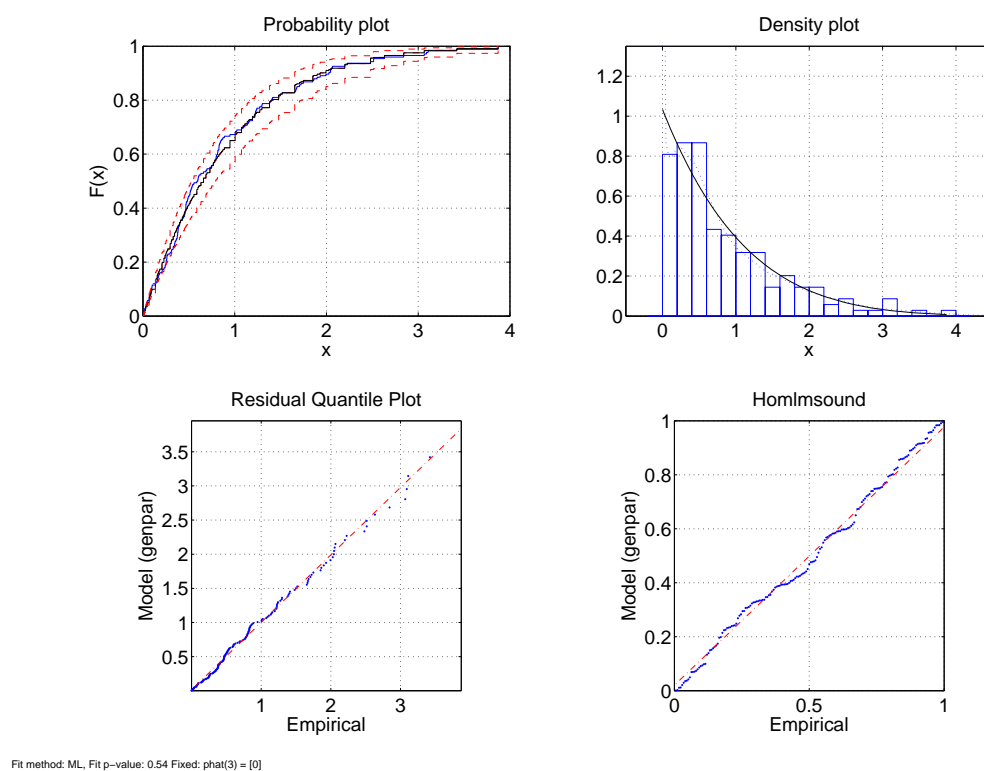 Probability plot
1
0.8
0.6
0.4
0.2
0
F(x)
0 1 2 3 4
x
Density plot
1.2
1
0.8
0.6
0.4
0.2
0
0 1 2 3 4
x
Residual Quantile Plot
3.5
3
2.5
2
1.5
1
0.5
Model (genpar)
1 2 3
Empirical
Homlmsound
1
0.8
0.6
0.4
0.2
0
Model (genpar)
0 0.5 1
Empirical
Fit method: ML, Fit p−value: 0.54 Fixed: phat(3) = [0]